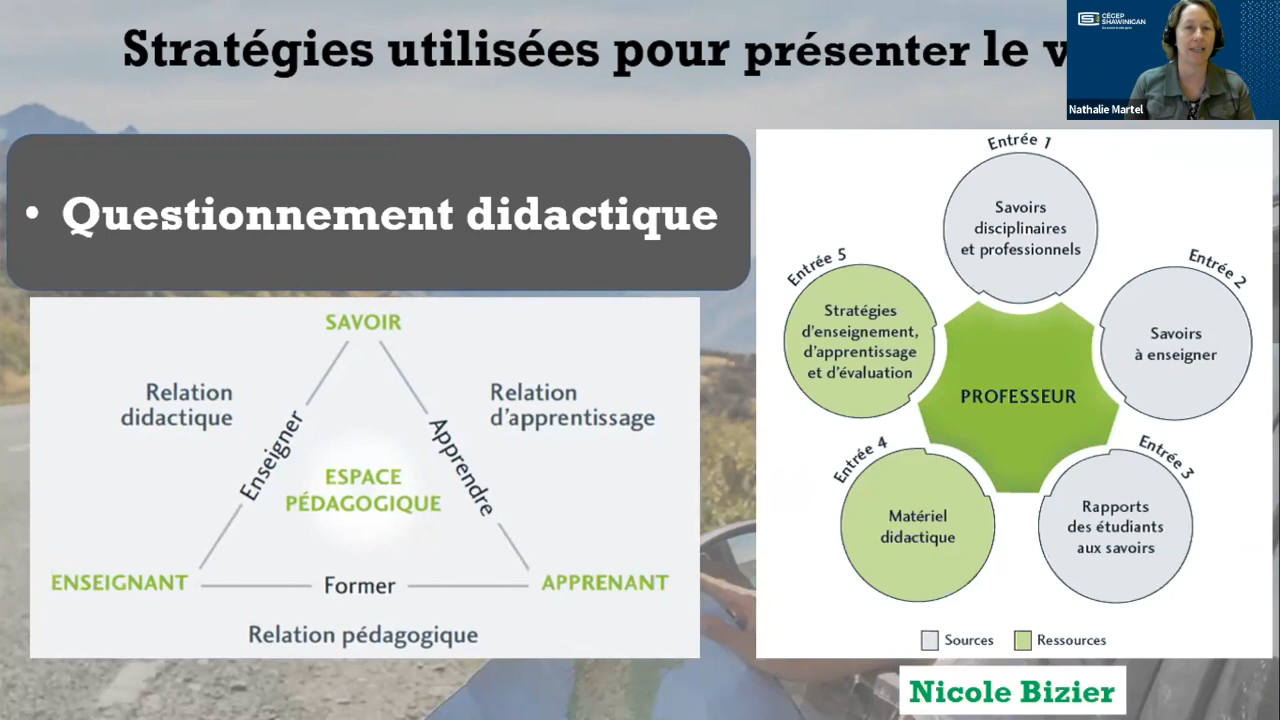 Stratégies utilisées pour présenter le v
CÉGEP
SHAWINIGAN
Nathalie Martel
• Questionnement didactique
SAVOIR
Relation
didactique
Relation
d'apprentissage
Enseigner
Apprendre
ESPACE
PÉDAGOGIQUE
ENSEIGNANT
Former
APPRENANT
Relation pédagogique
Entrée 1
Savoirs
disciplinaires
et professionnels
Entrée 2
Savoirs
à enseigner
Entrée 3
Rapports
des étudiants
aux savoirs
Entrée 4
Matériel
didactique
Entrée 5
Stratégies
d'enseignement,
d'apprentissage
et d'évaluation
PROFESSEUR
Sources
Ressources
Nicole Bizier